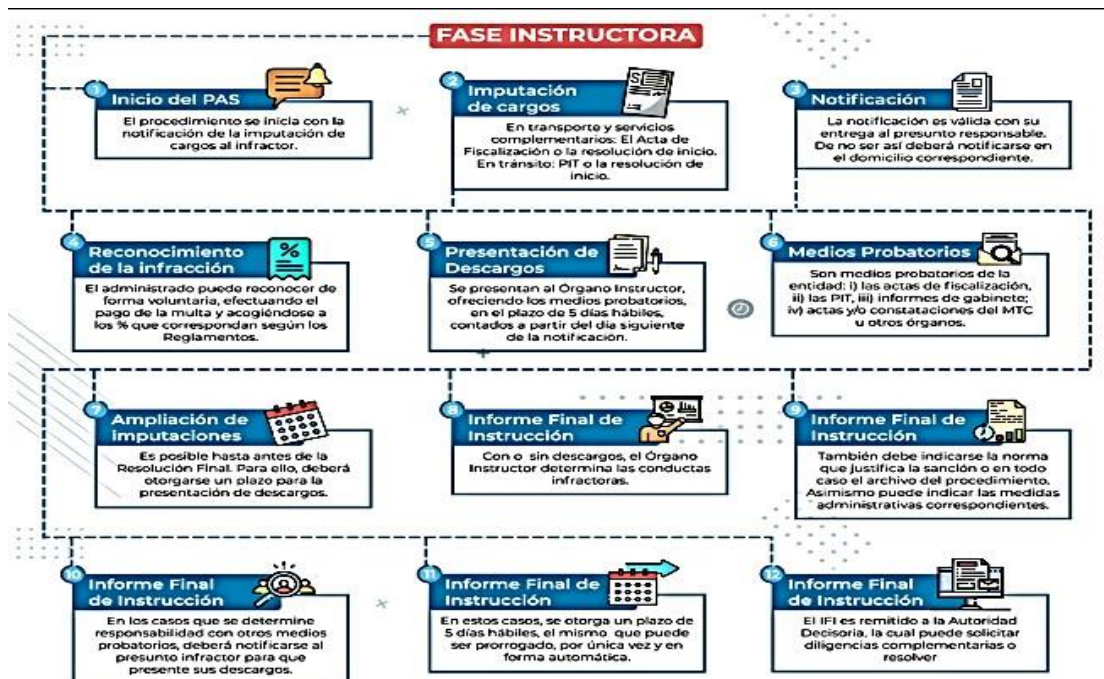 FASE INSTRUCTORA
1
Inicio del PAS
El procedimiento se inicia con la
notificación de la imputación de
cargos al infractor.
2
Imputación
de cargos
En transporte y servicios
complementarios: El Acta de
Fiscalización o la resolución de inicio.
En tránsito: PIT o la resolución de
inicio.
3
Notificación
La notificación es válida con su
entrega al presunto responsable.
De no ser así deberá notificarse en
el domicilio correspondiente.
4
Reconocimiento
de la infracción
%
El administrado puede reconocer de
forma voluntaria, efectuando el
pago de la multa y acogiéndose a
los % que correspondan según los
Reglamentos.
5
Presentación de
Descargos
Se presentan al Órgano Instructor,
ofreciendo los medios probatorios,
en el plazo de 5 días hábiles,
contados a partir del día siguiente
de la notificación.
6
Medios Probatorios
Son medios probatorios de la
entidad: i) las actas de fiscalización,
ii) las PIT, iii) informes de gabinete;
iv) actas y/o constataciones del MTC
u otros órganos.
7
Ampliación de
imputaciones
Es posible hasta antes de la
Resolución Final. Para ello, deberá
otorgarse un plazo para la
presentación de descargos.
8
Informe Final de
Instrucción
Con o sin descargos, el Órgano
Instructor determina las conductas
infractoras.
9
Informe Final de
Instrucción
También debe indicarse la norma
que justifica la sanción o en todo
caso el archivo del procedimiento.
Asimismo puede indicar las medidas
administrativas correspondientes.
10
Informe Final
de Instrucción
En los casos que se determine
responsabilidad con otros medios
probatorios, deberá notificarse al
presunto infractor para que
presente sus descargos.
11
Informe Final de
Instrucción
En estos casos, se otorga un plazo de
5 días hábiles, el mismo que puede
ser prorrogado, por única vez y en
forma automática.
12
Informe Final
de Instrucción
El IFI es remitido a la Autoridad
Decisoria, la cual puede solicitar
diligencias complementarias o
resolver